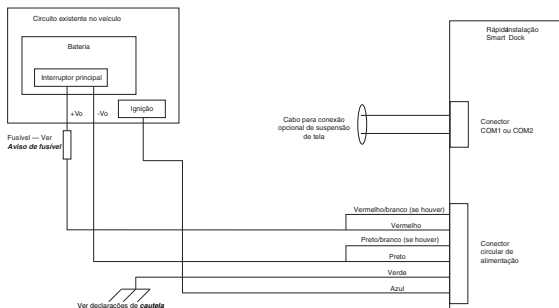 Circuito existente no veículo
Bateria
Interruptor principal
+Vo
-Vo
Ignição
Fusível — Ver
Aviso de fusível
Rápida instalação
Smart Dock
Cabo para conexão
opcional de suspensão
de tela
Conector
COM1 ou COM2
Vermelho/branco (se houver)
Vermelho
Preto/branco (se houver)
Preto
Verde
Azul
Conector
circular de
alimentação
Ver declarações de cautela